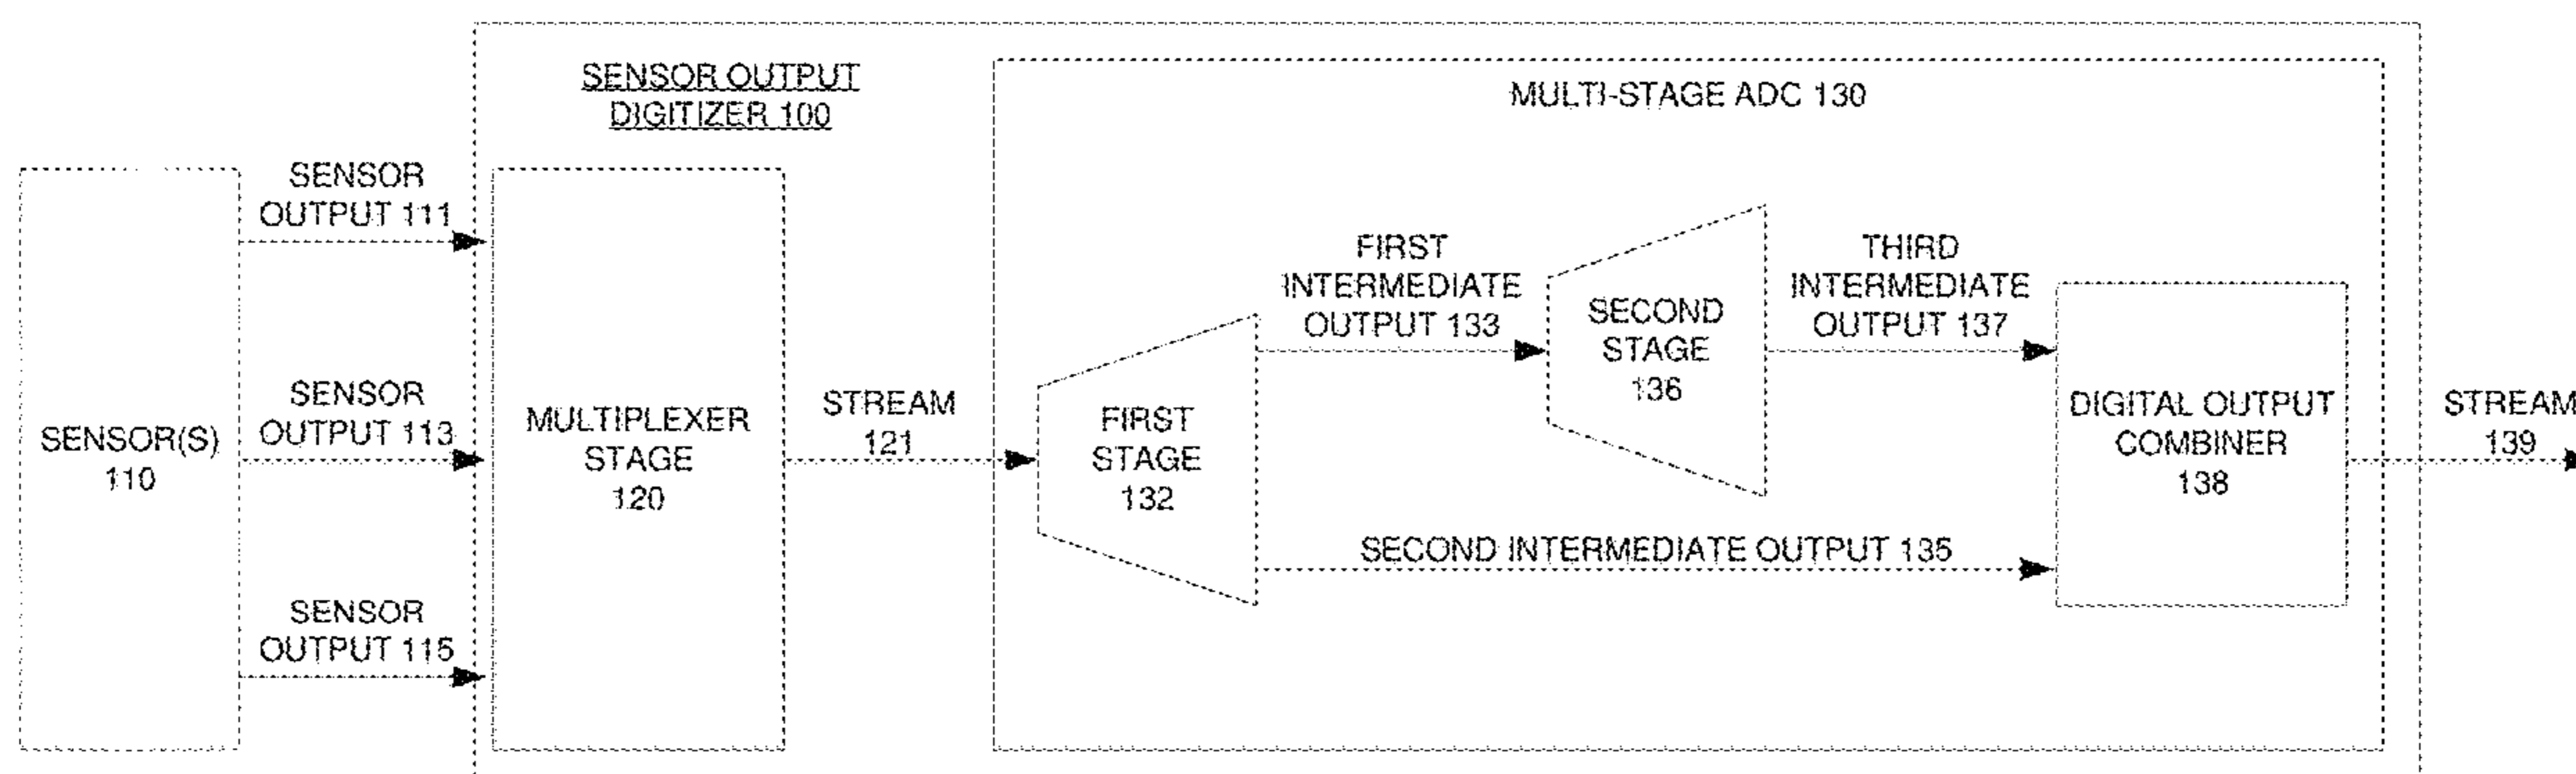 SENSOR OUTPUT
DIGITIZER 100
MULTI-STAGE ADC 130
SENSOR(S)
110
SENSOR
OUTPUT 111
SENSOR
OUTPUT 113
SENSOR
OUTPUT 115
MULTIPLEXER
STAGE
120
STREAM
121
FIRST
STAGE
132
FIRST
INTERMEDIATE
OUTPUT 133
SECOND
STAGE
136
THIRD
INTERMEDIATE
OUTPUT 137
SECOND INTERMEDIATE OUTPUT 135
DIGITAL OUTPUT
COMBINER
138
STREAM
139